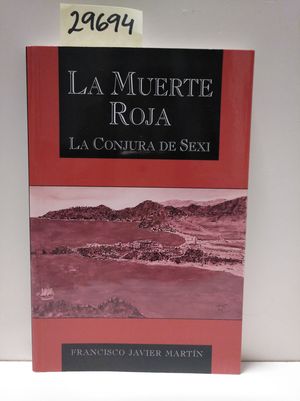 29694
LA MUERTE
ROJA
LA CONJURA DE SEXI
FRANCISCO JAVIER MARTÍN